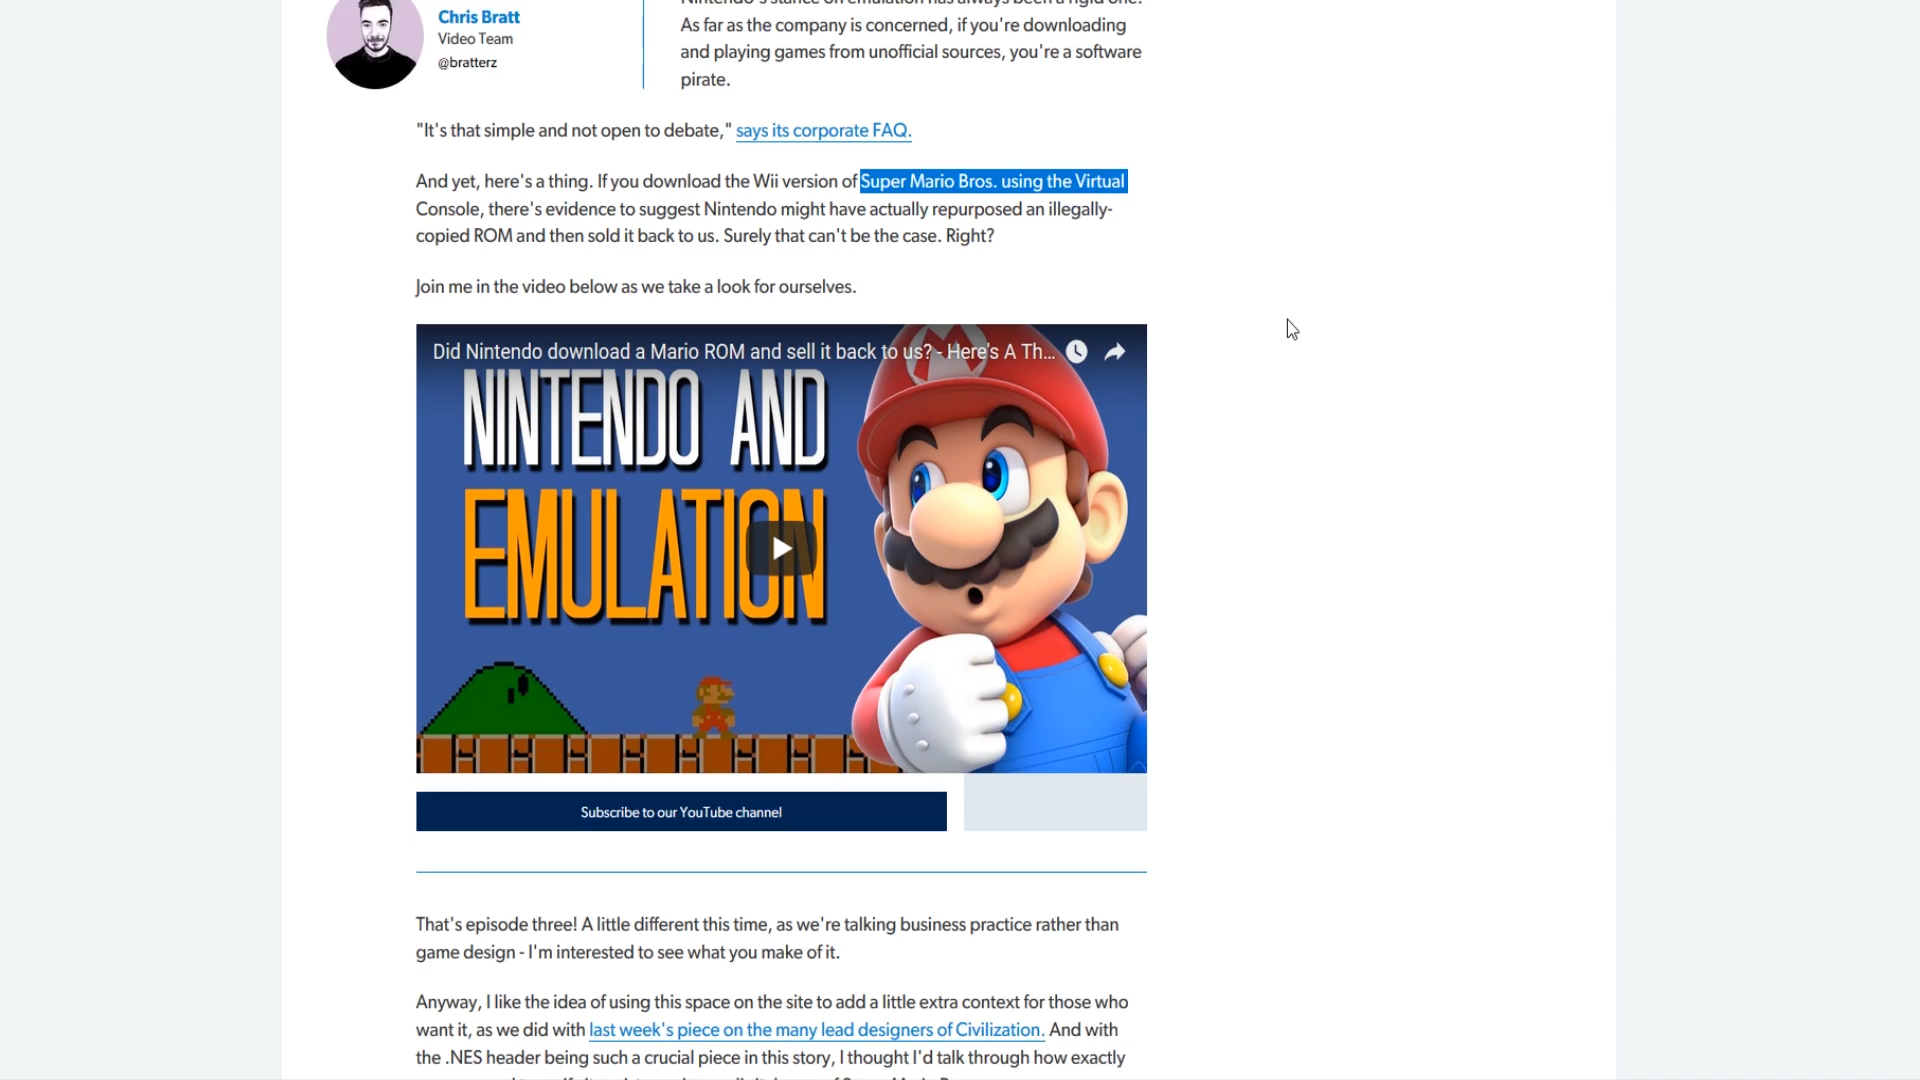 Chris Bratt
Video Team
@bratterz
Nintendo's stance on emulation has always been a rigid one.
As far as the company is concerned, if you're downloading
and playing games from unofficial sources, you're a software
pirate.
"It's that simple and not open to debate," says its corporate FAQ.
And yet, here's a thing. If you download the Wii version of Super Mario Bros. using the Virtual
Console, there's evidence to suggest Nintendo might have actually repurposed an illegally-
copied ROM and then sold it back to us. Surely that can't be the case. Right?
Join me in the video below as we take a look for ourselves.
Did Nintendo download a Mario ROM and sell it back to us? - Here's A Th...
NINTENDO AND
EMULATION
Subscribe to our YouTube channel
That's episode three! A little different this time, as we're talking business practice rather than
game design - I'm interested to see what you make of it.
Anyway, I like the idea of using this space on the site to add a little extra context for those who
want it, as we did with last week's piece on the many lead designers of Civilization. And with
the .NES header being such a crucial piece in this story, I thought I'd talk through how exactly